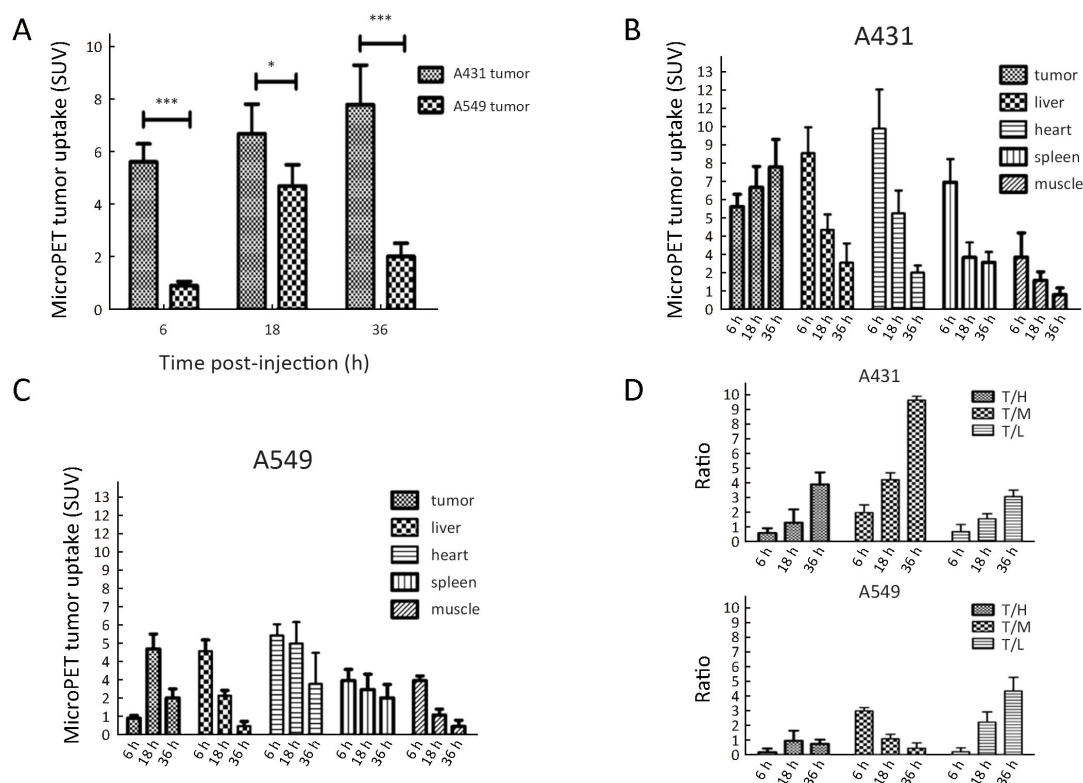 A
MicroPET tumor uptake (SUV)
10
8
6
4
2
0
***
*
***
A431 tumor
A549 tumor
6
18
36
Time post-injection (h)
B
A431
MicroPET tumor uptake (SUV)
13
12
10
9
8
7
6
5
4
2
1
0
tumor
liver
heart
spleen
muscle
6 h
18 h
36 h
6 h
18 h
36 h
6 h
18 h
36 h
6 h
18 h
36 h
6 h
18 h
36 h
C
A549
MicroPET tumor uptake (SUV)
13
12
10
9
8
7
6
5
4
2
1
0
tumor
liver
heart
spleen
muscle
6 h
18 h
36 h
6 h
18 h
36 h
6 h
18 h
36 h
6 h
18 h
36 h
6 h
18 h
36 h
D
A431
Ratio
10
9
8
7
6
5
4
3
2
1
0
T/H
T/M
T/L
6 h
18 h
36 h
6 h
18 h
36 h
6 h
18 h
36 h
A549
Ratio
10
9
8
7
6
5
4
3
2
1
0
T/H
T/M
T/L
6 h
18 h
36 h
6 h
18 h
36 h
6 h
18 h
36 h